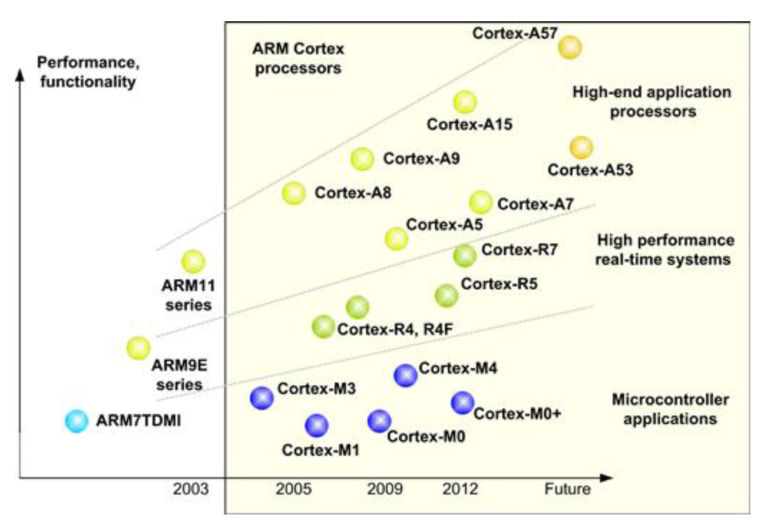 Cortex-A57
Performance,
functionality
ARM Cortex
processors
High-end application
processors
Cortex-A15
Cortex-A9
Cortex-A53
Cortex-A8
Cortex-A7
Cortex-A5
Cortex-R7
High performance
real-time systems
ARM11
series
Cortex-R5
Cortex-R4, R4F
ARM9E
series
Cortex-M4
Cortex-M3
Microcontroller
applications
Cortex-M0+
ARM7TDMI
Cortex-M0
Cortex-M1
2003
2005
2009
2012
Future